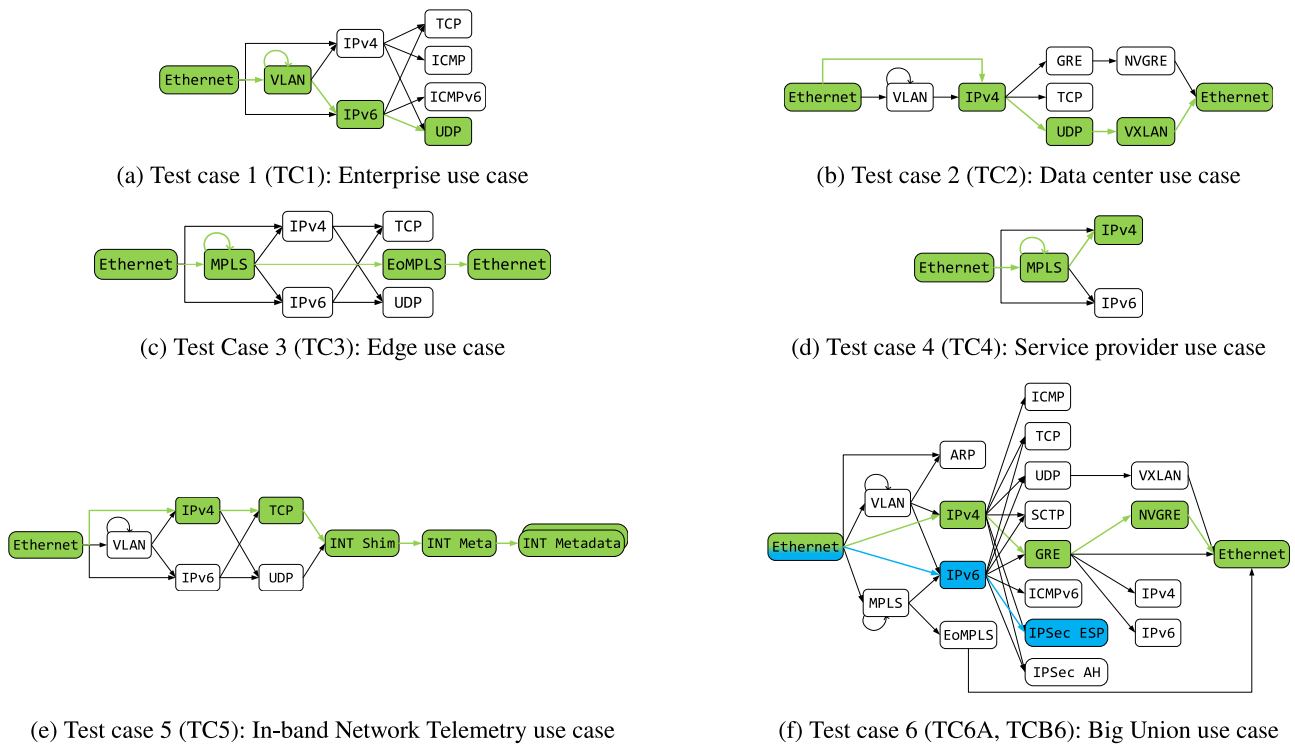 TCP
IPv4
ICMP
Ethernet
VLAN
ICMPv6
IPv6
UDP
(a) Test case 1 (TC1): Enterprise use case
GRE
NVGRE
Ethernet
VLAN
IPv4
TCP
Ethernet
UDP
VXLAN
(b) Test case 2 (TC2): Data center use case
IPv4
TCP
Ethernet
MPLS
EoMPLS
Ethernet
IPv6
UDP
(c) Test Case 3 (TC3): Edge use case
IPv4
Ethernet
MPLS
IPv6
(d) Test case 4 (TC4): Service provider use case
IPv4
TCP
Ethernet
VLAN
INT Shim
INT Meta
INT Metadata
IPv6
UDP
(e) Test case 5 (TC5): In-band Network Telemetry use case
ICMP
TCP
ARP
UDP
VXLAN
VLAN
IPv4
SCTP
NVGRE
Ethernet
GRE
Ethernet
IPv6
MPLS
ICMPv6
IPv4
EoMPLS
IPSec ESP
IPv6
IPSec AH
(f) Test case 6 (TC6A, TCB6): Big Union use case